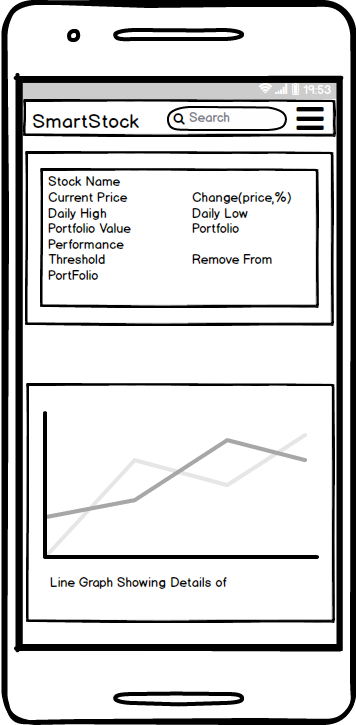 19:53
SmartStock Search
Stock Name
Current Price Change(price,%)
Daily High Daily Low
Portfolio Value Portfolio
Performance
Threshold Remove From
PortFolio
Line Graph Showing Details of